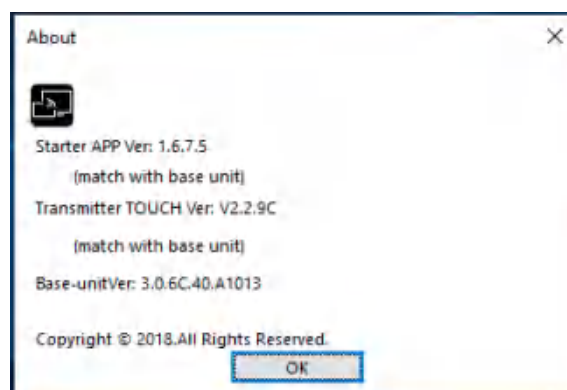 About
Starter APP Ver: 1.6.7.5
(match with base unit)
Transmitter TOUCH Ver: V2.2.9C
(match with base unit)
Base-unitVer: 3.0.6C.40.A1013
Copyright © 2018.All Rights Reserved.
OK